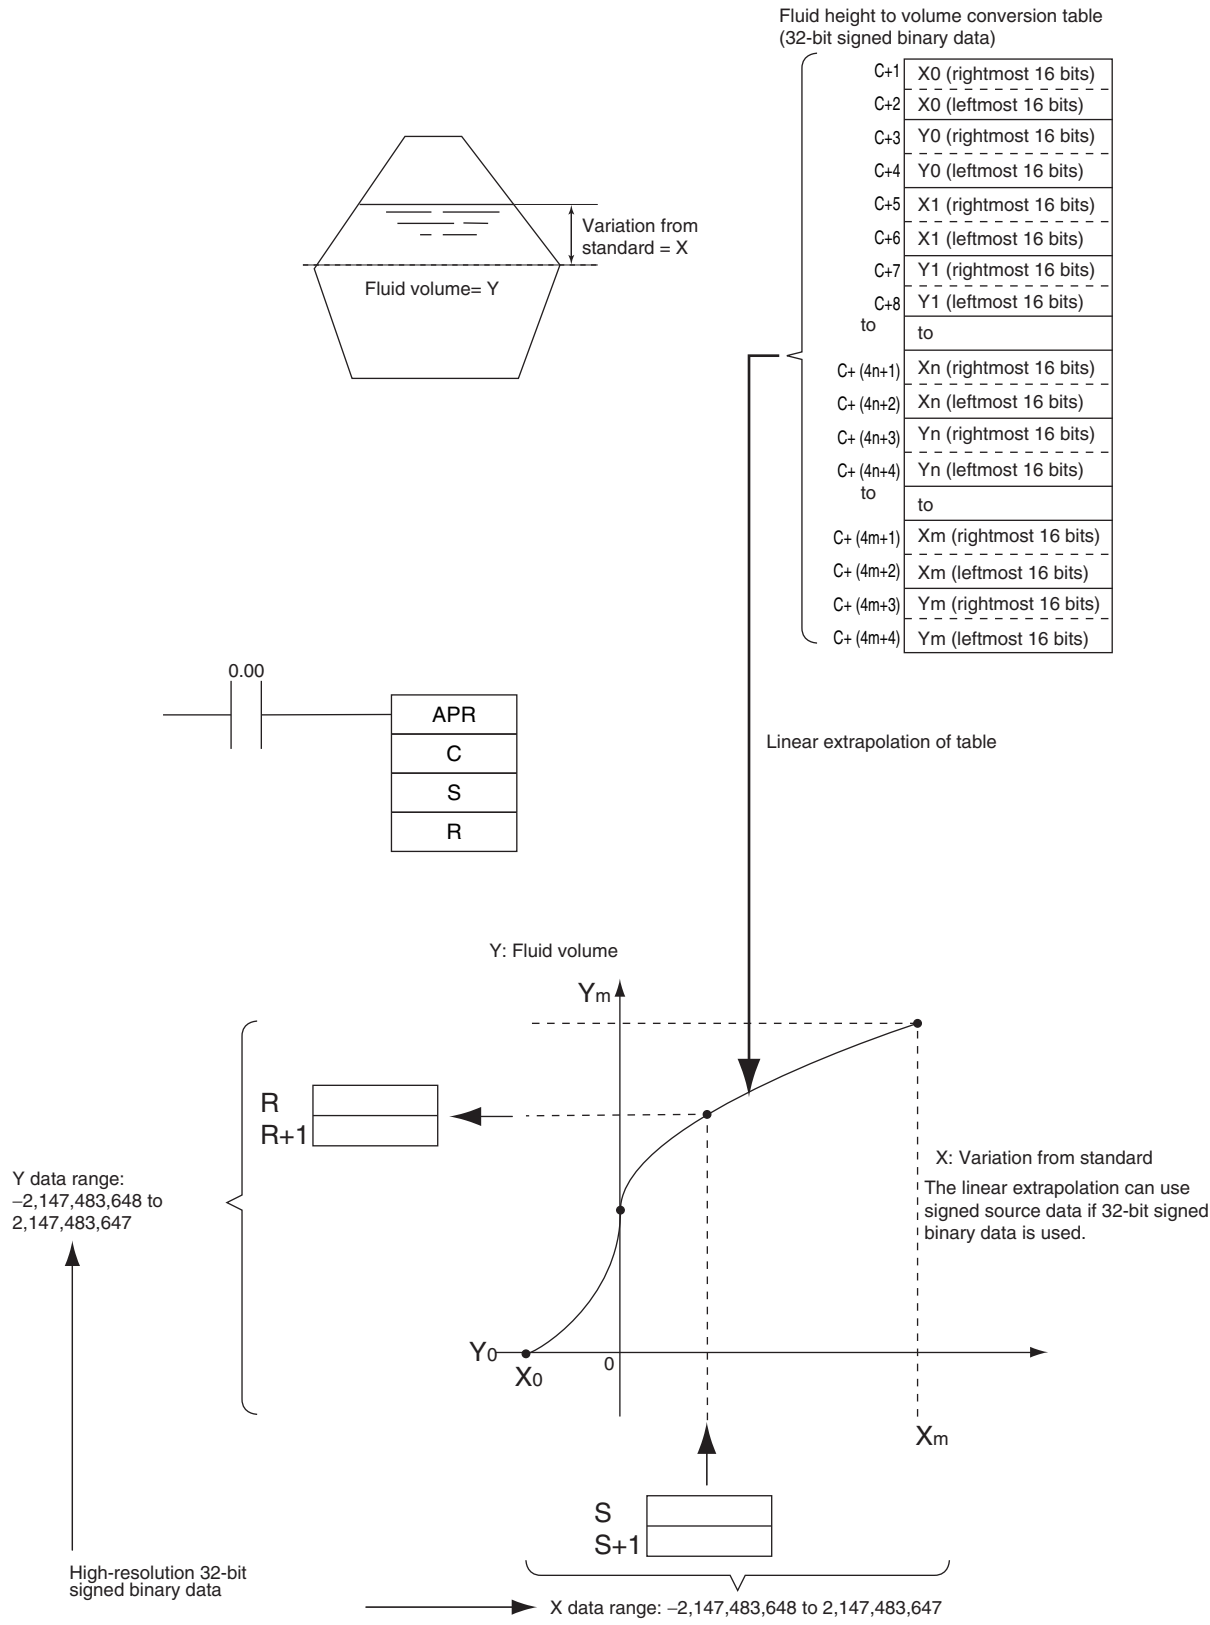 Fluid height to volume conversion table
(32-bit signed binary data)
C+1 X0 (rightmost 16 bits)
C+2 X0 (leftmost 16 bits)
C+3 Y0 (rightmost 16 bits)
C+4 Y0 (leftmost 16 bits)
C+5 X1 (rightmost 16 bits)
C+6 X1 (leftmost 16 bits)
C+7 Y1 (rightmost 16 bits)
C+8 Y1 (leftmost 16 bits)
to to
C+ (4n+1) Xn (rightmost 16 bits)
C+ (4n+2) Xn (leftmost 16 bits)
C+ (4n+3) Yn (rightmost 16 bits)
C+ (4n+4) Yn (leftmost 16 bits)
to to
C+ (4m+1) Xm (rightmost 16 bits)
C+ (4m+2) Xm (leftmost 16 bits)
C+ (4m+3) Ym (rightmost 16 bits)
C+ (4m+4) Ym (leftmost 16 bits)
Variation from
standard = X
Fluid volume= Y
0.00
APR
C
S
R
Linear extrapolation of table
Y: Fluid volume
Ym
R
R+1
Y data range:
−2,147,483,648 to
2,147,483,647
X: Variation from standard
The linear extrapolation can use
signed source data if 32-bit signed
binary data is used.
Y0
0
X0
Xm
S
S+1
High-resolution 32-bit
signed binary data
X data range: −2,147,483,648 to 2,147,483,647